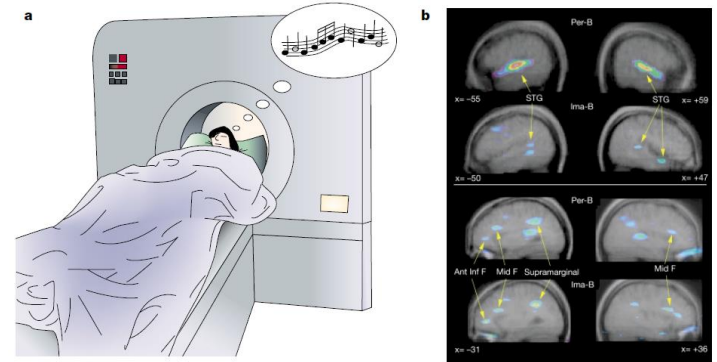 a
b
Per-B
x= –55
STG
STG
x= +59
Ima-B
x= –50
x= +47
Per-B
Ant Inf F
Mid F
Supramarginal
Mid F
Ima-B
x= –31
x= +36